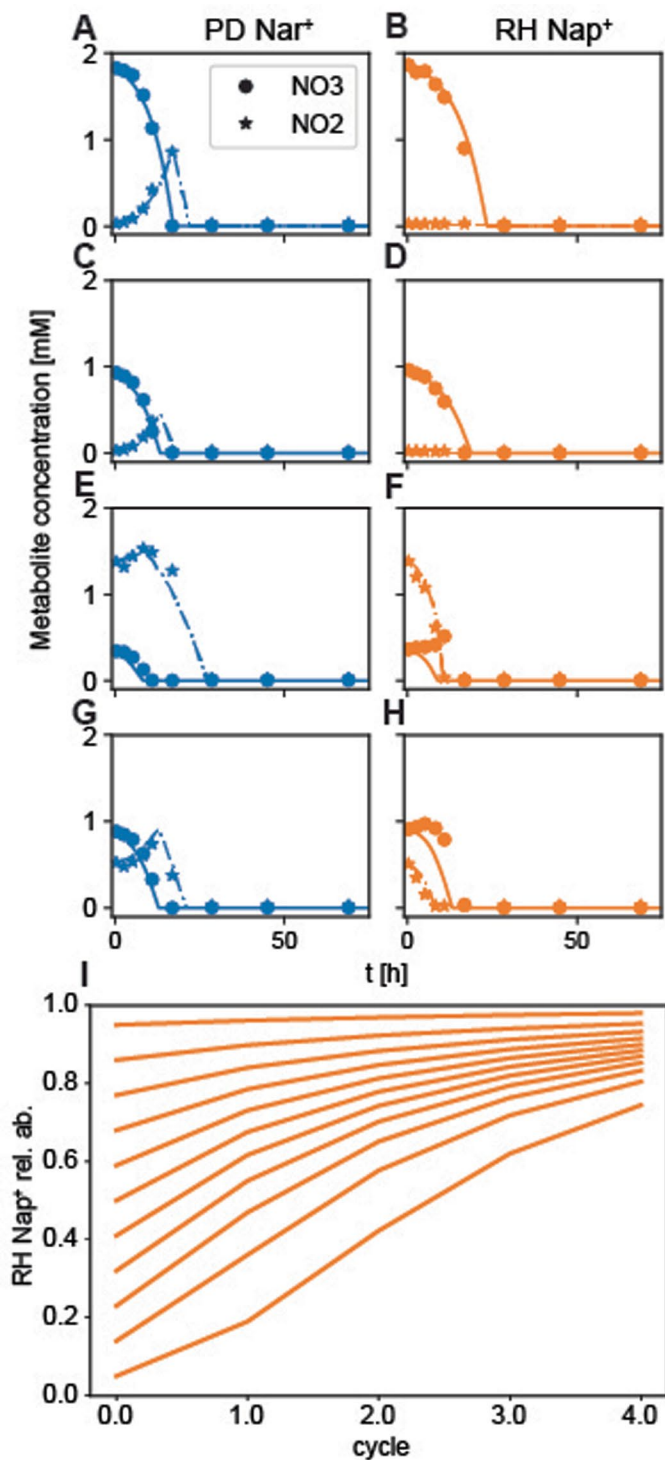 A PD Nar⁺ B RH Nap⁺
2
NO3
NO2
1
0
C D
2
1
0
E F
2
1
0
G H
2
1
0
0 50 0 50
Metabolite concentration [mM]
t [h]
I
1.0
0.8
0.6
0.4
0.2
0.0
RH Nap⁺ rel. ab.
0.0 1.0 2.0 3.0 4.0
cycle